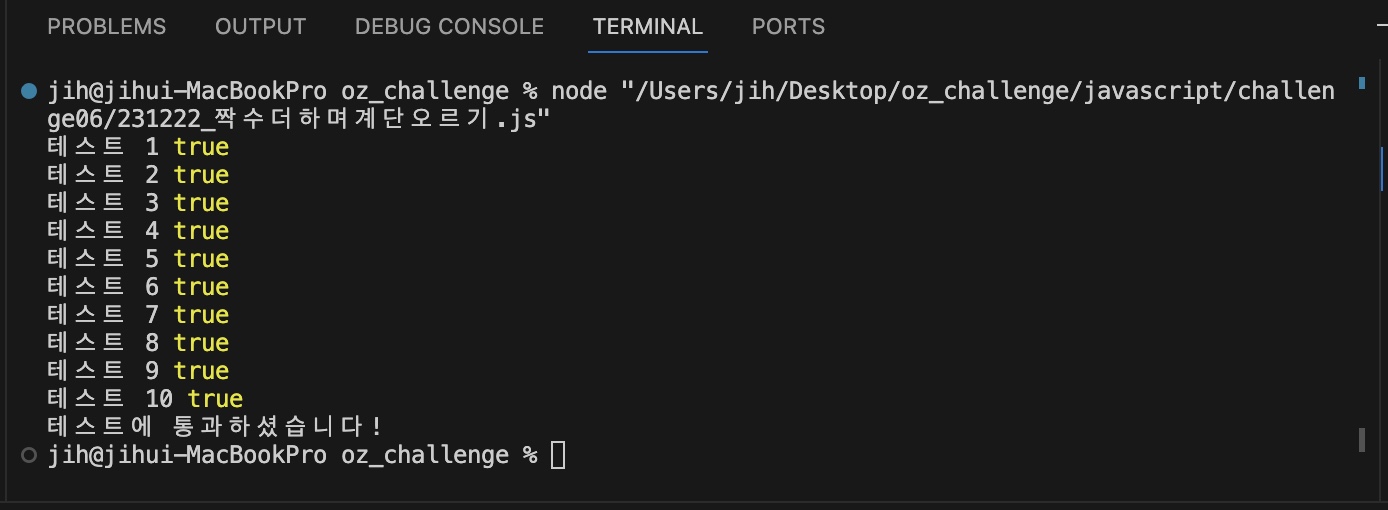 PROBLEMS OUTPUT DEBUG CONSOLE TERMINAL PORTS
jih@jihui-MacBookPro oz_challenge % node "/Users/jih/Desktop/oz_challenge/javascript/challen
ge06/231222_짝수더하며계단오르기.js"
테스트 1 true
테스트 2 true
테스트 3 true
테스트 4 true
테스트 5 true
테스트 6 true
테스트 7 true
테스트 8 true
테스트 9 true
테스트 10 true
테스트에 통과하셨습니다!
jih@jihui-MacBookPro oz_challenge %